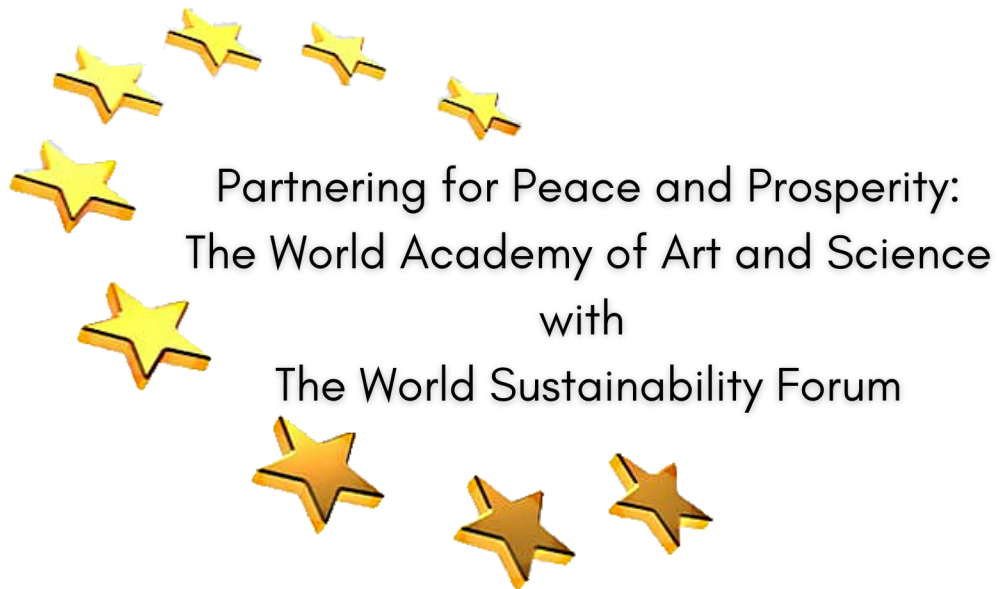 Partnering for Peace and Prosperity:
The World Academy of Art and Science
with
The World Sustainability Forum